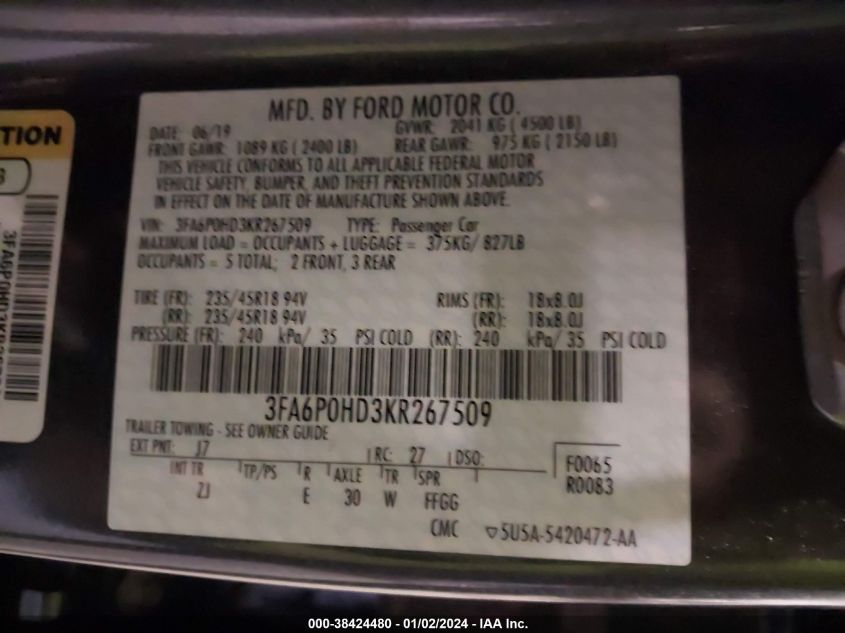 TION
3
3FA6P0HD3KR26
MFD. BY FORD MOTOR CO.
DATE: 06/19 GVWR: 2041 KG ( 4500 LB)
FRONT GAWR: 1089 KG ( 2400 LB) REAR GAWR: 975 KG ( 2150 LB)
THIS VEHICLE CONFORMS TO ALL APPLICABLE FEDERAL MOTOR
VEHICLE SAFETY, BUMPER, AND THEFT PREVENTION STANDARDS
IN EFFECT ON THE DATE OF MANUFACTURE SHOWN ABOVE.
VIN: 3FA6P0HD3KR267509 TYPE: Passenger Car
MAXIMUM LOAD = OCCUPANTS + LUGGAGE = 375KG/ 827LB
OCCUPANTS = 5 TOTAL; 2 FRONT, 3 REAR
TIRE (FR): 235/45R18 94V RIMS (FR): 18x8.0J
(RR): 235/45R18 94V (RR): 18x8.0J
PRESSURE (FR): 240 kPa/ 35 PSI COLD (RR): 240 kPa/ 35 PSI COLD
3FA6P0HD3KR267509
TRAILER TOWING - SEE OWNER GUIDE
EXT PNT: J7 RC: 27 DSO: F0065
INT TR TP/PS R AXLE TR SPR R0083
ZJ E 30 W FFGG
CMC ▽5U5A-5420472-AA
000-38424480 - 01/02/2024 - IAA Inc.